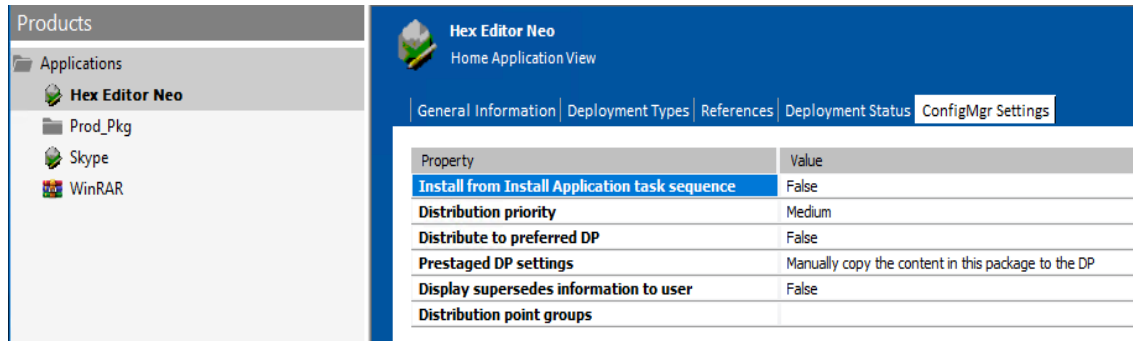 Products
Applications
Hex Editor Neo
Prod_Pkg
Skype
WinRAR
Hex Editor Neo
Home Application View
General Information Deployment Types References Deployment Status ConfigMgr Settings
Property Value
Install from Install Application task sequence False
Distribution priority Medium
Distribute to preferred DP False
Prestaged DP settings Manually copy the content in this package to the DP
Display supersedes information to user False
Distribution point groups